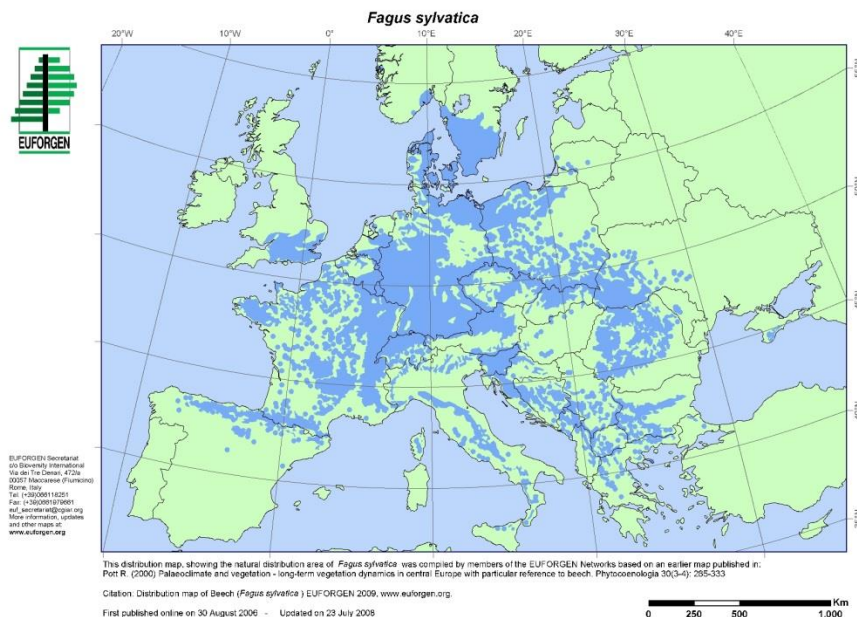 Fagus sylvatica
20°W
10°W
0°
10°E
20°E
30°E
40°E
EUFORGEN
55°N
50°N
45°N
40°N
35°N
EUFORGEN Secretariat
c/o Bioversity International
Via dei Tre Denari, 472/a
00057 Maccarese (Fiumicino)
Rome, Italy
Tel. (+39)066118251
Fax: (+39)0661979661
euf_secretariat@cgiar.org
More information, updates
and other maps at:
www.euforgen.org
This distribution map, showing the natural distribution area of Fagus sylvatica was compiled by members of the EUFORGEN Networks based on an earlier map published in:
Pott R. (2000) Palaeoclimate and vegetation - long-term vegetation dynamics in central Europe with particular reference to beech. Phytocoenologia 30(3-4): 285-333
Citation: Distribution map of Beech (Fagus sylvatica ) EUFORGEN 2009, www.euforgen.org.
First published online on 30 August 2006 - Updated on 23 July 2008
Km
0 250 500 1.000